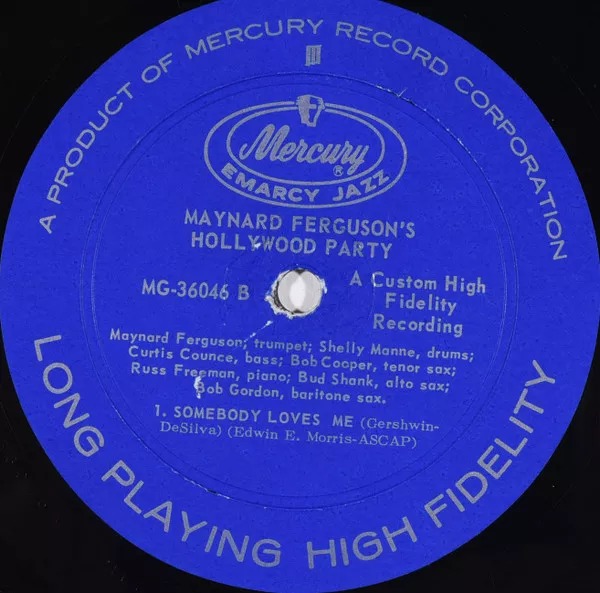 A PRODUCT OF MERCURY RECORD CORPORATION
Mercury®
EMARCY JAZZ
MAYNARD FERGUSON'S
HOLLYWOOD PARTY
MG-36046 B
A Custom High
Fidelity
Recording
Maynard Ferguson, trumpet; Shelly Manne, drums;
Curtis Counce, bass; Bob Cooper, tenor sax;
Russ Freeman, piano; Bud Shank, alto sax;
Bob Gordon, baritone sax.
1. SOMEBODY LOVES ME (Gershwin-
DeSilva) (Edwin E. Morris-ASCAP)
LONG PLAYING HIGH FIDELITY